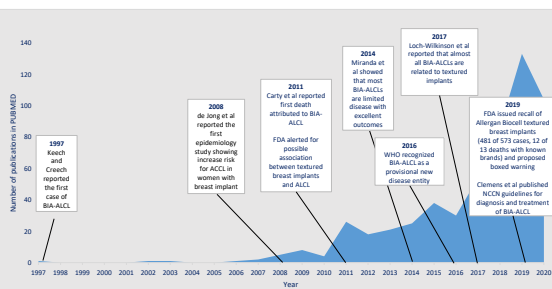 140
120
100
80
60
40
20
0
Number of publications in PUBMED
1997
Keech
and
Creech
reported
the first
case of
BIA-ALCL
2008
de Jong et al
reported the
first
epidemiology
study showing
increase risk
for ACCL in
women with
breast implant
2011
Carty et al reported
first death
attributed to BIA-
ALCL
FDA alerted for
possible
association
between textured
breast implants
and ALCL
2014
Miranda et
al showed
that most
BIA-ALCLs
are limited
disease with
excellent
outcomes
2016
WHO recognized
BIA-ALCL as a
provisional new
disease entity
2017
Loch-Wilkinson et al
reported that almost
all BIA-ALCLs are
related to textured
implants
2019
FDA issued recall of
Allergan Biocell textured
breast implants
(481 of 573 cases, 12 of
13 deaths with known
brands) and proposed
boxed warning
Clemens et al published
NCCN guidelines for
diagnosis and treatment
of BIA-ALCL
1997 1998 1999 2000 2001 2002 2003 2004 2005 2006 2007 2008 2009 2010 2011 2012 2013 2014 2015 2016 2017 2018 2019 2020
Year